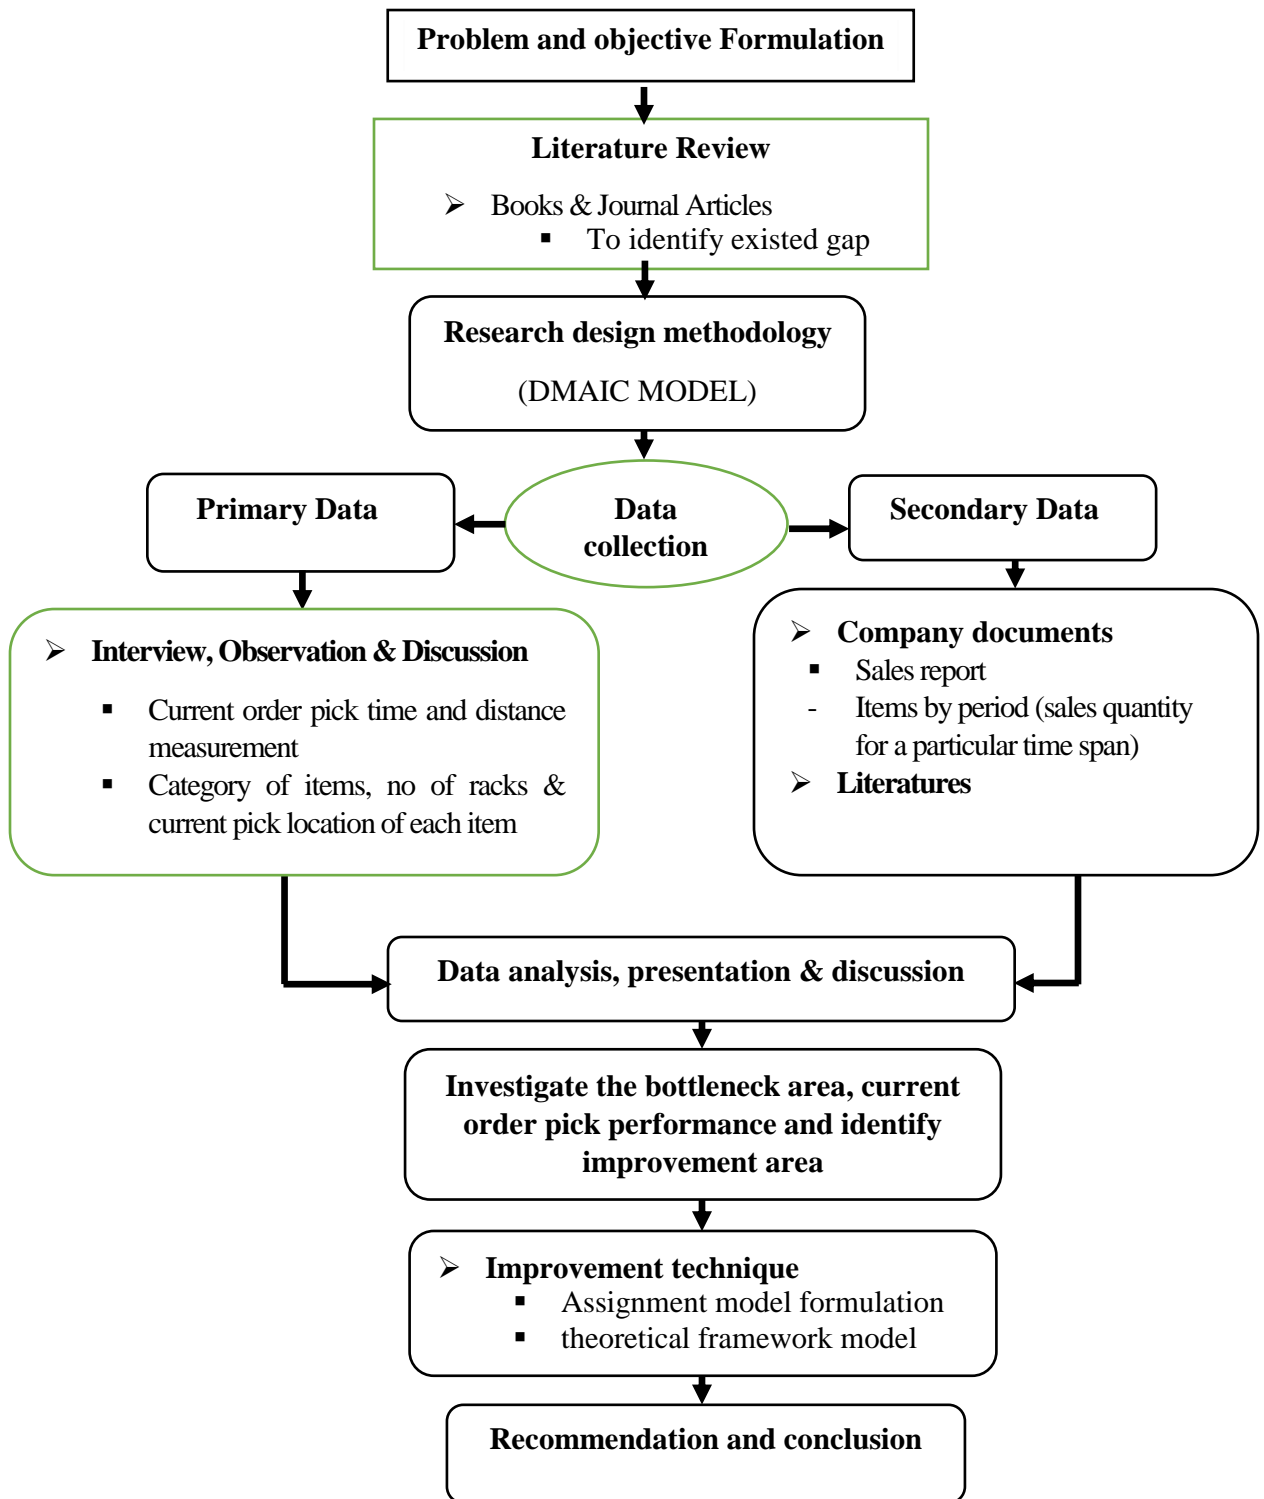 Problem and objective Formulation
Literature Review
➢ Books & Journal Articles
▪ To identify existed gap
Research design methodology
(DMAIC MODEL)
Data
collection
Primary Data
Secondary Data
➢ Interview, Observation & Discussion
▪ Current order pick time and distance
measurement
▪ Category of items, no of racks &
current pick location of each item
➢ Company documents
▪ Sales report
- Items by period (sales quantity
for a particular time span)
➢ Literatures
Data analysis, presentation & discussion
Investigate the bottleneck area, current
order pick performance and identify
improvement area
➢ Improvement technique
▪ Assignment model formulation
▪ theoretical framework model
Recommendation and conclusion